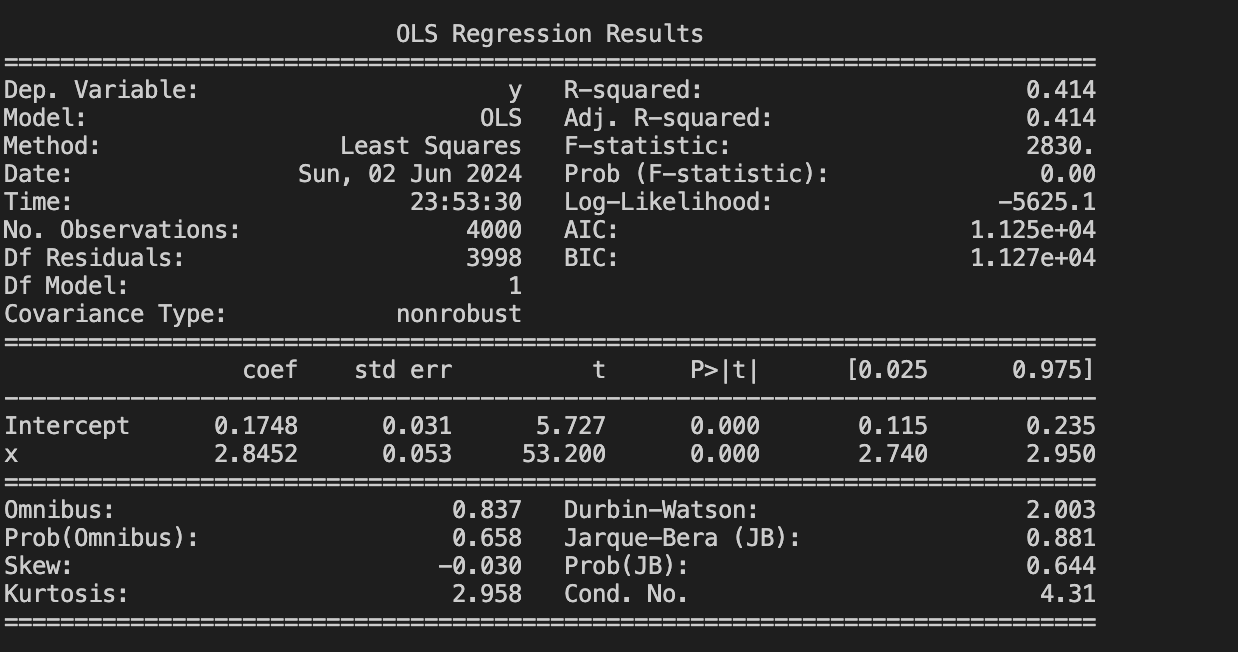 OLS Regression Results
==============================================================================
Dep. Variable:                      y   R-squared:                       0.414
Model:                            OLS   Adj. R-squared:                  0.414
Method:                 Least Squares   F-statistic:                     2830.
Date:                Sun, 02 Jun 2024   Prob (F-statistic):               0.00
Time:                        23:53:30   Log-Likelihood:                -5625.1
No. Observations:                4000   AIC:                         1.125e+04
Df Residuals:                    3998   BIC:                         1.127e+04
Df Model:                           1
Covariance Type:            nonrobust
==============================================================================
                 coef    std err          t      P>|t|      [0.025      0.975]
------------------------------------------------------------------------------
Intercept      0.1748      0.031      5.727      0.000       0.115       0.235
x              2.8452      0.053     53.200      0.000       2.740       2.950
==============================================================================
Omnibus:                        0.837   Durbin-Watson:                   2.003
Prob(Omnibus):                  0.658   Jarque-Bera (JB):                0.881
Skew:                          -0.030   Prob(JB):                        0.644
Kurtosis:                       2.958   Cond. No.                         4.31
==============================================================================